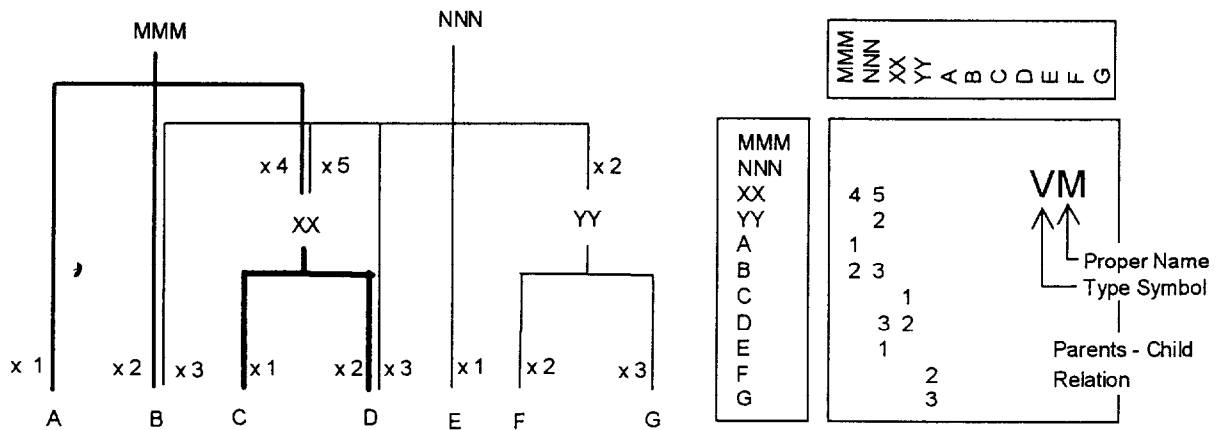 MMM
NNN
x 4
x 5
x 2
XX
YY
x 1
x 2
x 3
x1
x2
x 3
x 1
x 2
x 3
A
B
C
D
E
F
G
MMM NNN XX YY A B C D E F G
MMM
NNN
XX 4 5
YY 2
A 1
B 2 3
C 1
D 3 2
E 1
F 2
G 3
VM
Proper Name
Type Symbol
Parents - Child
Relation